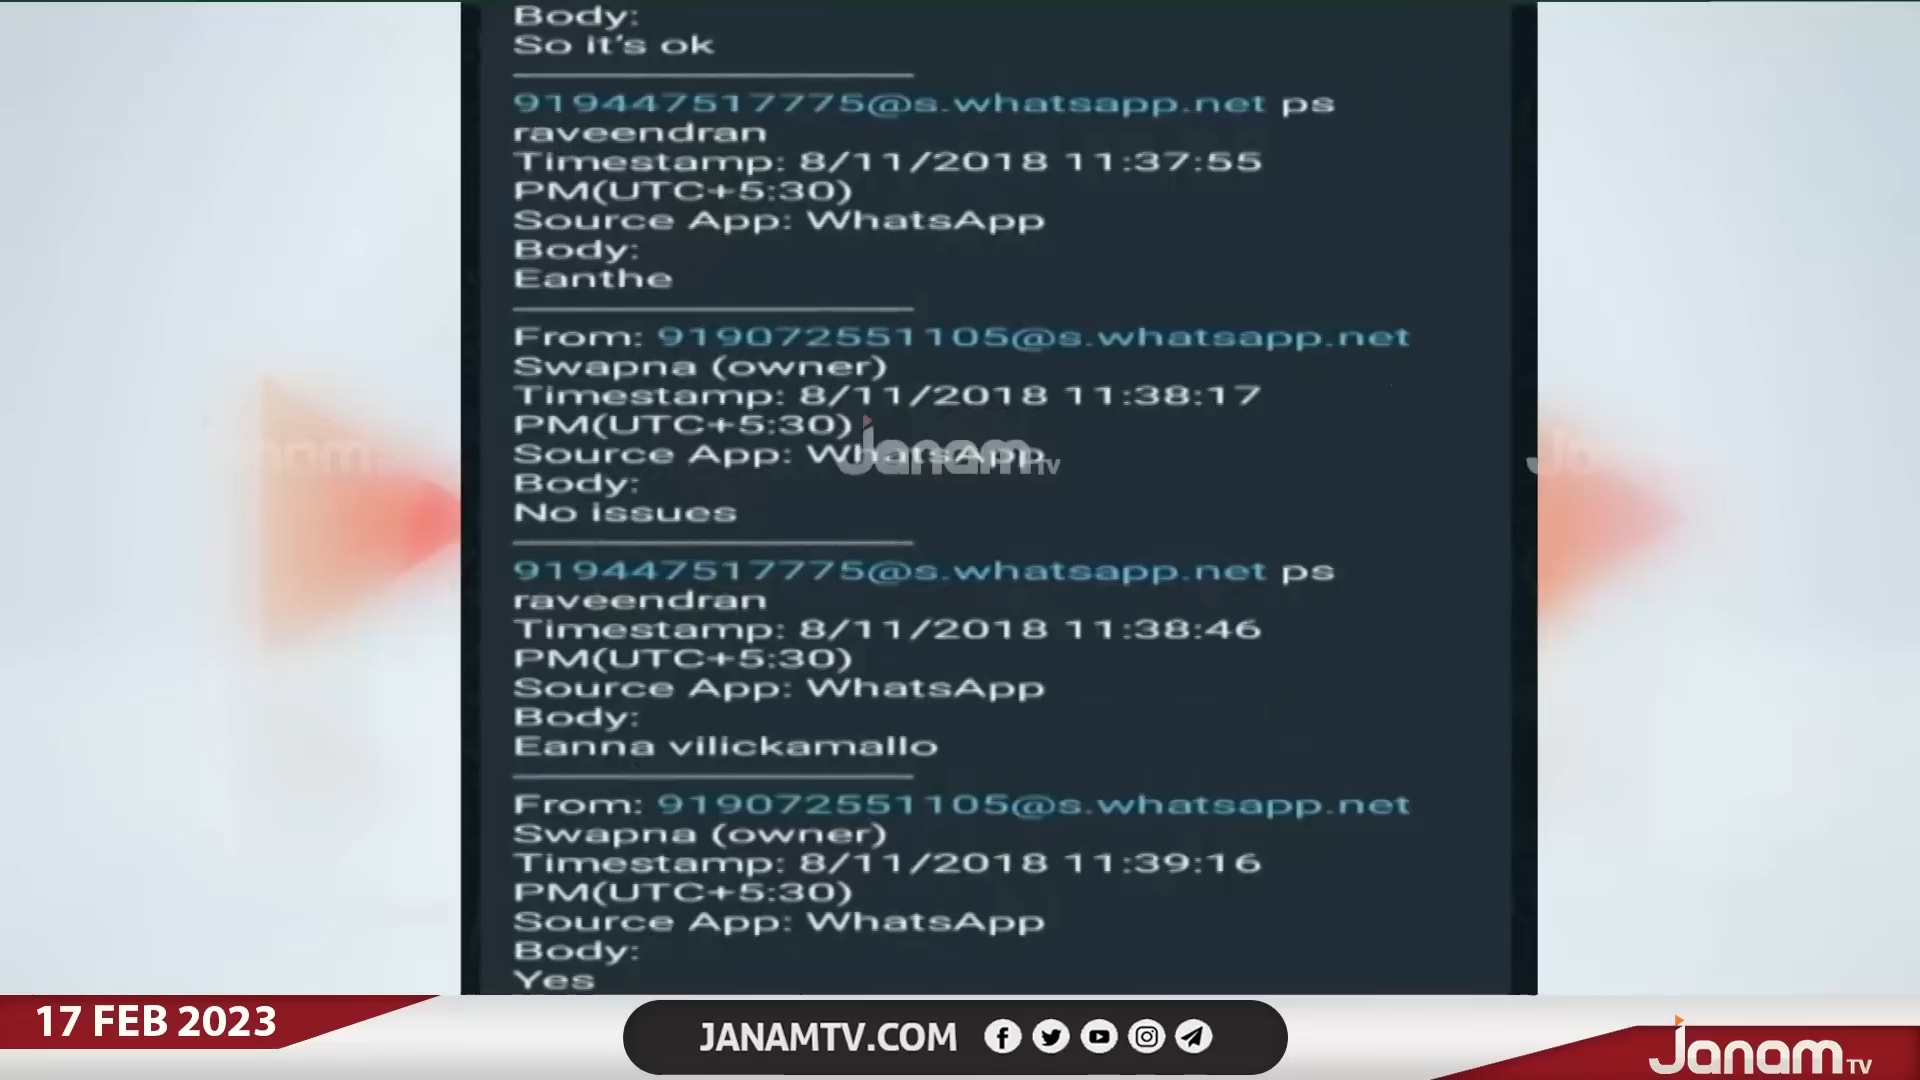 Body:
So it's ok
919447517775@s.whatsapp.net ps
raveendran
Timestamp: 8/11/2018 11:37:55
PM(UTC+5:30)
Source App: WhatsApp
Body:
Eanthe
From: 919072551105@s.whatsapp.net
Swapna (owner)
Timestamp: 8/11/2018 11:38:17
PM(UTC+5:30)
Source App: WhatsApp
Body:
No issues
919447517775@s.whatsapp.net ps
raveendran
Timestamp: 8/11/2018 11:38:46
PM(UTC+5:30)
Source App: WhatsApp
Body:
Eanna vilickamallo
From: 919072551105@s.whatsapp.net
Swapna (owner)
Timestamp: 8/11/2018 11:39:16
PM(UTC+5:30)
Source App: WhatsApp
Body:
Yes
Janam TV
17 FEB 2023
JANAMTV.COM
Janam TV